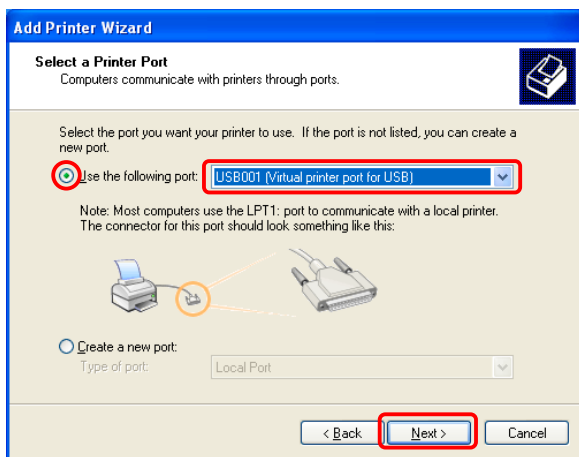 Add Printer Wizard
Select a Printer Port
Computers communicate with printers through ports.
Select the port you want your printer to use. If the port is not listed, you can create a
new port.
Use the following port: USB001 (Virtual printer port for USB)
Note: Most computers use the LPT1: port to communicate with a local printer.
The connector for this port should look something like this:
Create a new port:
Type of port: Local Port
< Back Next > Cancel